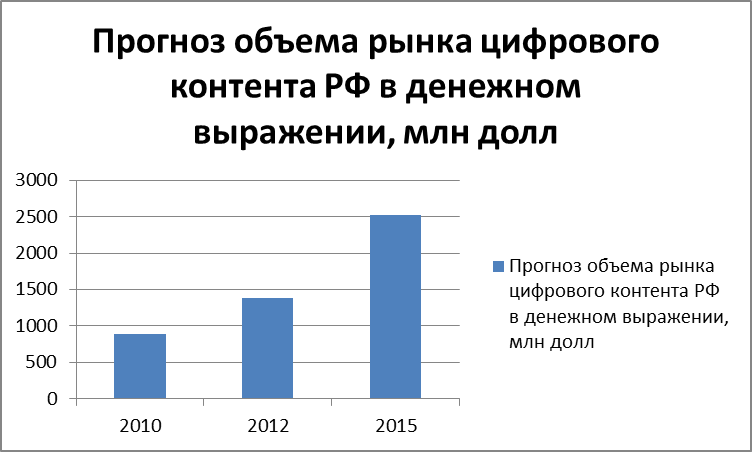 Прогноз объема рынка цифрового
контента РФ в денежном
выражении, млн долл
3000
2500
2000
1500
1000
500
0
2010
2012
2015
Прогноз объема рынка
цифрового контента РФ
в денежном выражении,
млн долл